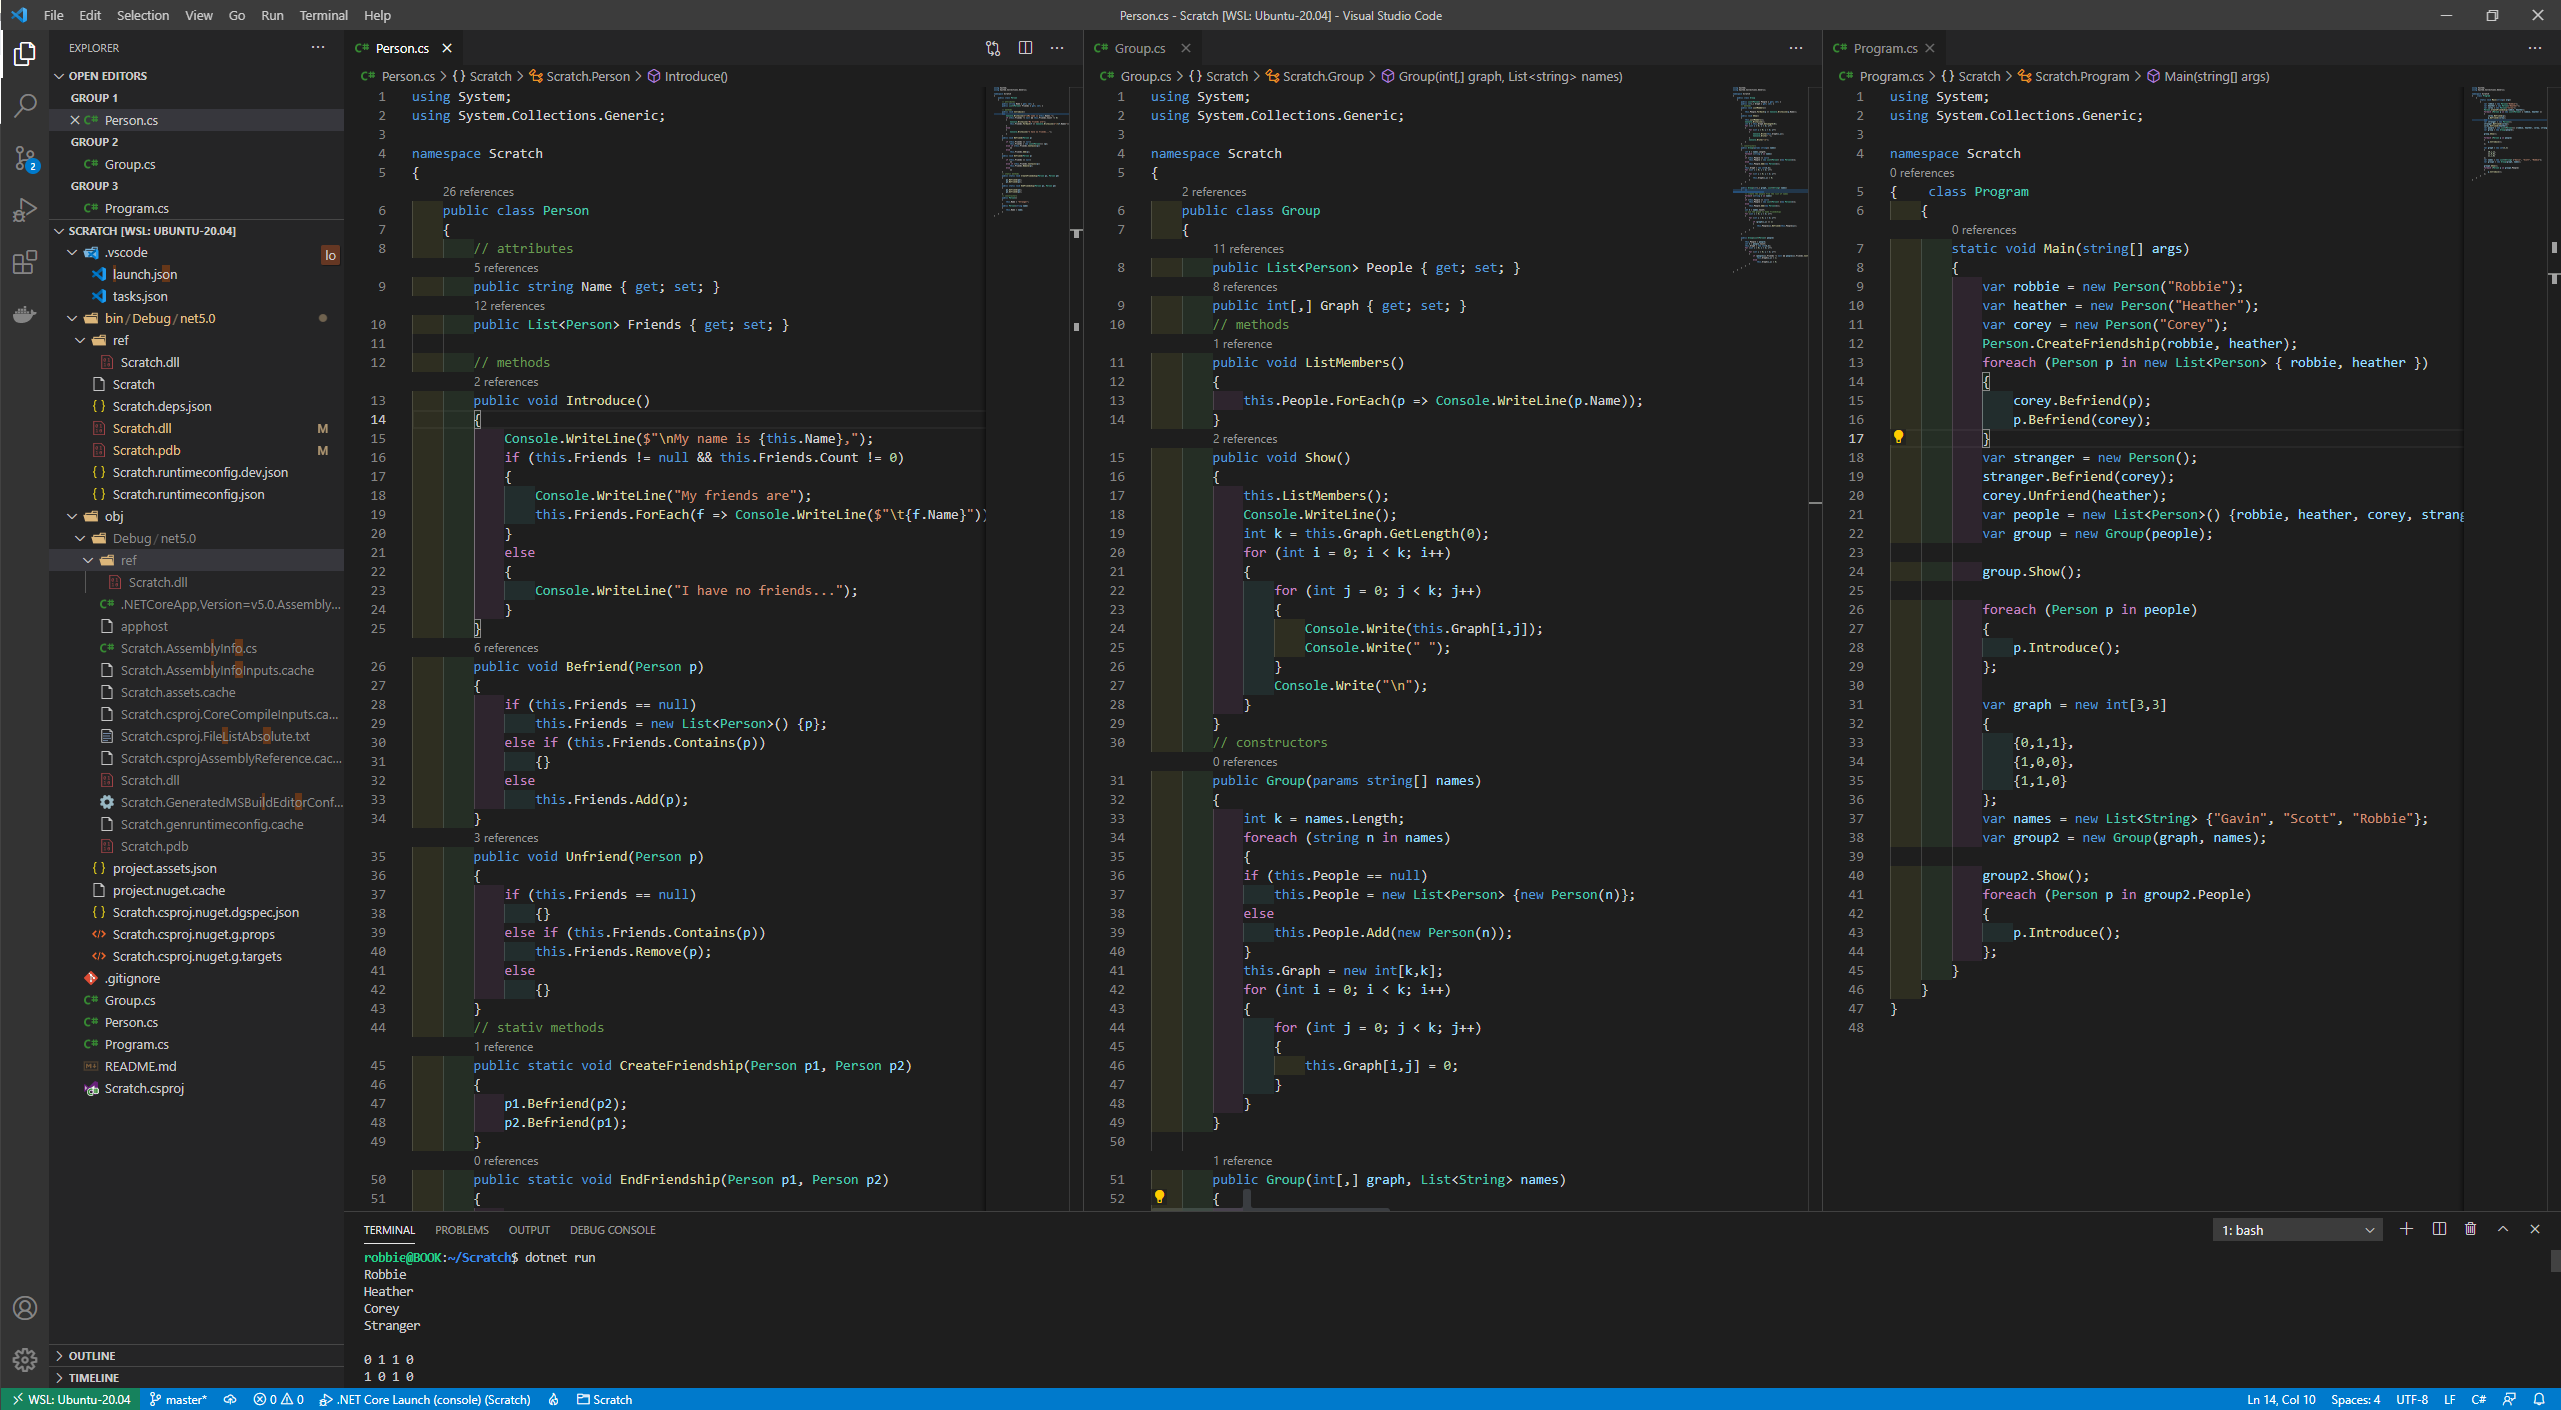 File Edit Selection View Go Run Terminal Help
Person.cs - Scratch [WSL: Ubuntu-20.04] - Visual Studio Code
EXPLORER
OPEN EDITORS
GROUP 1
Person.cs
GROUP 2
Group.cs
GROUP 3
Program.cs
SCRATCH [WSL: UBUNTU-20.04]
.vscode
lo
launch.json
tasks.json
bin / Debug / net5.0
ref
Scratch.dll
Scratch
Scratch.deps.json
Scratch.dll M
Scratch.pdb M
Scratch.runtimeconfig.dev.json
Scratch.runtimeconfig.json
obj
Debug / net5.0
ref
Scratch.dll
.NETCoreApp,Version=v5.0.Assembly...
apphost
Scratch.AssemblyInfo.cs
Scratch.AssemblyInfoInputs.cache
Scratch.assets.cache
Scratch.csproj.CoreCompileInputs.ca...
Scratch.csproj.FileListAbsolute.txt
Scratch.csprojAssemblyReference.cac...
Scratch.dll
Scratch.GeneratedMSBuildEditorConf...
Scratch.genruntimeconfig.cache
Scratch.pdb
project.assets.json
project.nuget.cache
Scratch.csproj.nuget.dgspec.json
Scratch.csproj.nuget.g.props
Scratch.csproj.nuget.g.targets
.gitignore
Group.cs
Person.cs
Program.cs
README.md
Scratch.csproj
OUTLINE
TIMELINE
C# Person.cs
C# Person.cs > {} Scratch > Scratch.Person > Introduce()
1 using System;
2 using System.Collections.Generic;
3
4 namespace Scratch
5 {
26 references
6 public class Person
7 {
8 // attributes
5 references
9 public string Name { get; set; }
12 references
10 public List<Person> Friends { get; set; }
11
12 // methods
2 references
13 public void Introduce()
14 {
15 Console.WriteLine($"\nMy name is {this.Name},");
16 if (this.Friends != null && this.Friends.Count != 0)
17 {
18 Console.WriteLine("My friends are");
19 this.Friends.ForEach(f => Console.WriteLine($"\t{f.Name}"))
20 }
21 else
22 {
23 Console.WriteLine("I have no friends...");
24 }
25 }
6 references
26 public void Befriend(Person p)
27 {
28 if (this.Friends == null)
29 this.Friends = new List<Person>() {p};
30 else if (this.Friends.Contains(p))
31 {}
32 else
33 this.Friends.Add(p);
34 }
3 references
35 public void Unfriend(Person p)
36 {
37 if (this.Friends == null)
38 {}
39 else if (this.Friends.Contains(p))
40 this.Friends.Remove(p);
41 else
42 {}
43 }
44 // stativ methods
1 reference
45 public static void CreateFriendship(Person p1, Person p2)
46 {
47 p1.Befriend(p2);
48 p2.Befriend(p1);
49 }
0 references
50 public static void EndFriendship(Person p1, Person p2)
51 {
C# Group.cs
C# Group.cs > {} Scratch > Scratch.Group > Group(int[,] graph, List<string> names)
1 using System;
2 using System.Collections.Generic;
3
4 namespace Scratch
5 {
2 references
6 public class Group
7 {
11 references
8 public List<Person> People { get; set; }
8 references
9 public int[,] Graph { get; set; }
10 // methods
1 reference
11 public void ListMembers()
12 {
13 this.People.ForEach(p => Console.WriteLine(p.Name));
14 }
2 references
15 public void Show()
16 {
17 this.ListMembers();
18 Console.WriteLine();
19 int k = this.Graph.GetLength(0);
20 for (int i = 0; i < k; i++)
21 {
22 for (int j = 0; j < k; j++)
23 {
24 Console.Write(this.Graph[i,j]);
25 Console.Write(" ");
26 }
27 Console.Write("\n");
28 }
29 }
30 // constructors
0 references
31 public Group(params string[] names)
32 {
33 int k = names.Length;
34 foreach (string n in names)
35 {
36 if (this.People == null)
37 this.People = new List<Person> {new Person(n)};
38 else
39 this.People.Add(new Person(n));
40 }
41 this.Graph = new int[k,k];
42 for (int i = 0; i < k; i++)
43 {
44 for (int j = 0; j < k; j++)
45 {
46 this.Graph[i,j] = 0;
47 }
48 }
49 }
50
1 reference
51 public Group(int[,] graph, List<String> names)
52 {
C# Program.cs
C# Program.cs > {} Scratch > Scratch.Program > Main(string[] args)
1 using System;
2 using System.Collections.Generic;
3
4 namespace Scratch
0 references
5 { class Program
6 {
0 references
7 static void Main(string[] args)
8 {
9 var robbie = new Person("Robbie");
10 var heather = new Person("Heather");
11 var corey = new Person("Corey");
12 Person.CreateFriendship(robbie, heather);
13 foreach (Person p in new List<Person> { robbie, heather })
14 {
15 corey.Befriend(p);
16 p.Befriend(corey);
17 }
18 var stranger = new Person();
19 stranger.Befriend(corey);
20 corey.Unfriend(heather);
21 var people = new List<Person>() {robbie, heather, corey, stran
22 var group = new Group(people);
23
24 group.Show();
25
26 foreach (Person p in people)
27 {
28 p.Introduce();
29 };
30
31 var graph = new int[3,3]
32 {
33 {0,1,1},
34 {1,0,0},
35 {1,1,0}
36 };
37 var names = new List<String> {"Gavin", "Scott", "Robbie"};
38 var group2 = new Group(graph, names);
39
40 group2.Show();
41 foreach (Person p in group2.People)
42 {
43 p.Introduce();
44 };
45 }
46 }
47 }
48
TERMINAL PROBLEMS OUTPUT DEBUG CONSOLE
1: bash
robbie@BOOK:~/Scratch$ dotnet run
Robbie
Heather
Corey
Stranger
0 1 1 0
1 0 1 0
WSL: Ubuntu-20.04 master* 0 0 .NET Core Launch (console) (Scratch) Scratch
Ln 14, Col 10 Spaces: 4 UTF-8 LF C#